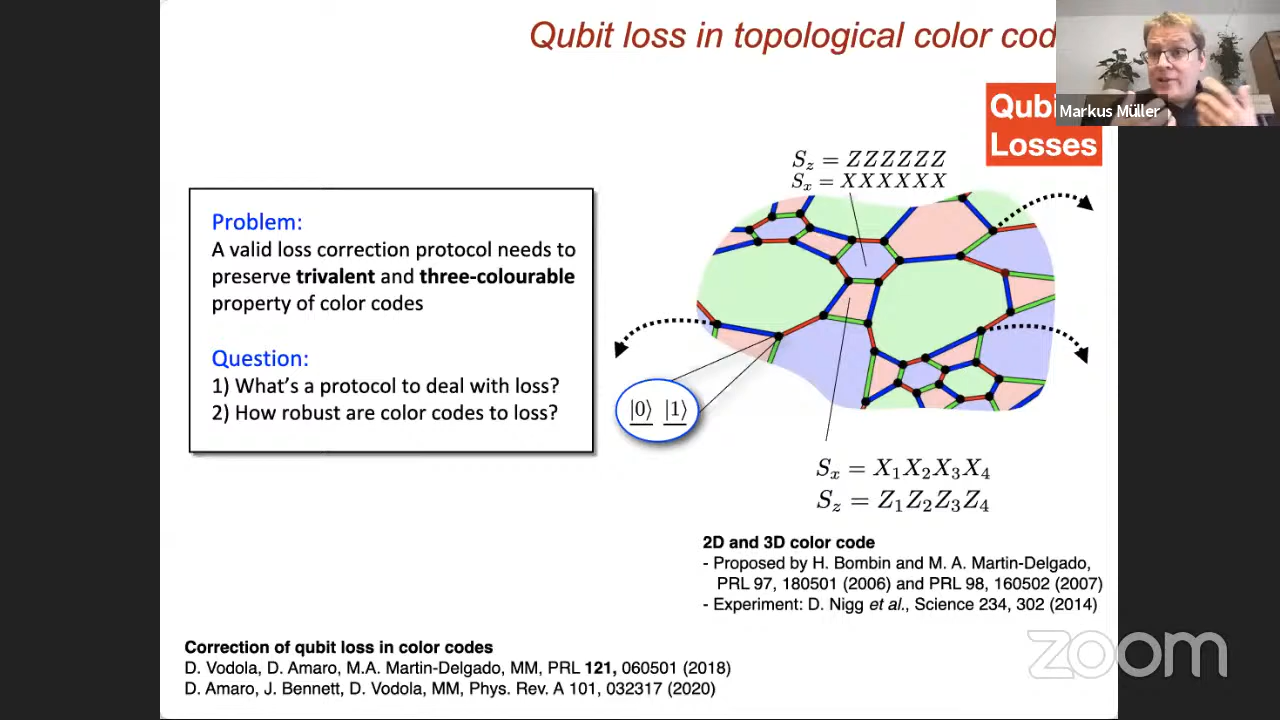 Qubit loss in topological color cod
Qubi
Losses
Markus Müller
S_z = ZZZZZZ
S_x = XXXXXX
Problem:
A valid loss correction protocol needs to
preserve trivalent and three-colourable
property of color codes
Question:
1) What's a protocol to deal with loss?
2) How robust are color codes to loss?
|0⟩ |1⟩
S_x = X_1X_2X_3X_4
S_z = Z_1Z_2Z_3Z_4
2D and 3D color code
- Proposed by H. Bombin and M. A. Martin-Delgado,
PRL 97, 180501 (2006) and PRL 98, 160502 (2007)
- Experiment: D. Nigg et al., Science 234, 302 (2014)
Correction of qubit loss in color codes
D. Vodola, D. Amaro, M.A. Martin-Delgado, MM, PRL 121, 060501 (2018)
D. Amaro, J. Bennett, D. Vodola, MM, Phys. Rev. A 101, 032317 (2020)
zoom